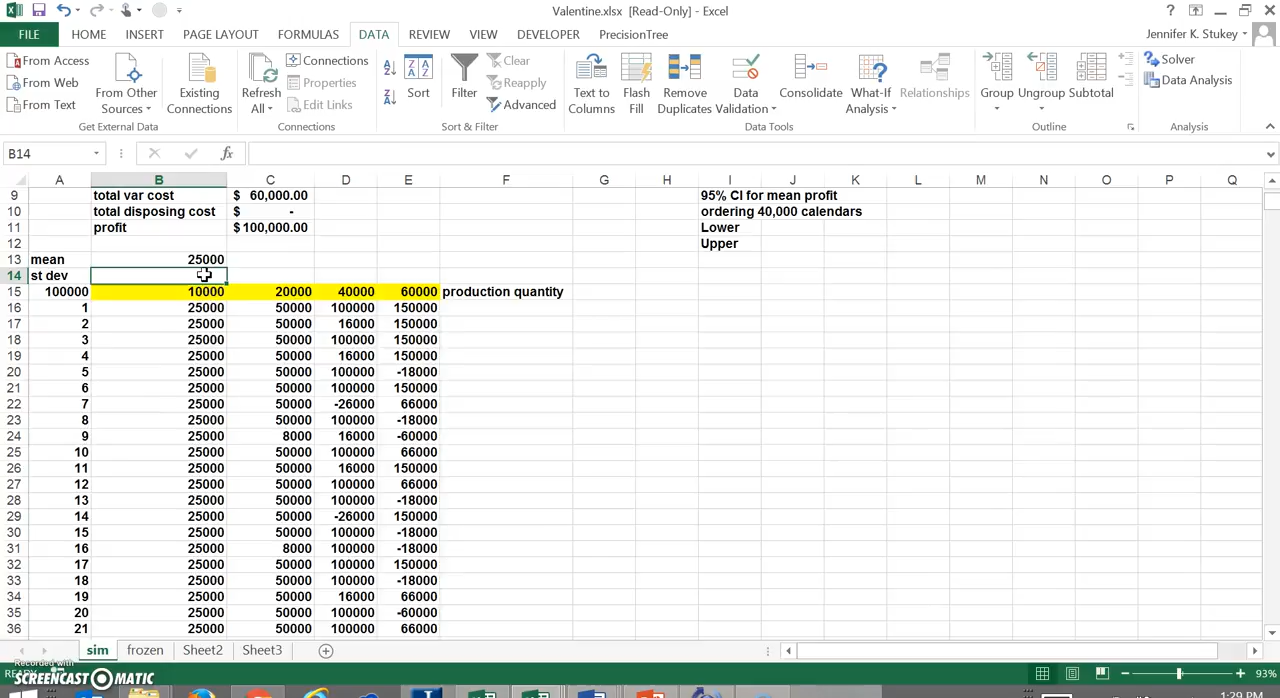 Valentine.xlsx [Read-Only] - Excel
FILE HOME INSERT PAGE LAYOUT FORMULAS DATA REVIEW VIEW DEVELOPER PrecisionTree Jennifer K. Stukey
From Access
From Web
From Text
From Other Sources
Existing Connections
Get External Data
Refresh All
Connections
Properties
Edit Links
Connections
Sort
Filter
Clear
Reapply
Advanced
Sort & Filter
Text to Columns
Flash Fill
Remove Duplicates
Data Validation
Consolidate
What-If Analysis
Relationships
Data Tools
Group
Ungroup
Subtotal
Outline
Solver
Data Analysis
Analysis
B14
fx
A B C D E F G H I J K L M N O P Q
9 total var cost $ 60,000.00 95% CI for mean profit
10 total disposing cost $ - ordering 40,000 calendars
11 profit $ 100,000.00 Lower
12 Upper
13 mean 25000
14 st dev
15 100000 10000 20000 40000 60000 production quantity
16 1 25000 50000 100000 150000
17 2 25000 50000 16000 150000
18 3 25000 50000 100000 150000
19 4 25000 50000 16000 150000
20 5 25000 50000 100000 -18000
21 6 25000 50000 100000 150000
22 7 25000 50000 -26000 66000
23 8 25000 50000 100000 -18000
24 9 25000 8000 16000 -60000
25 10 25000 50000 100000 66000
26 11 25000 50000 16000 150000
27 12 25000 50000 100000 66000
28 13 25000 50000 100000 -18000
29 14 25000 50000 -26000 150000
30 15 25000 50000 100000 -18000
31 16 25000 8000 100000 -18000
32 17 25000 50000 100000 150000
33 18 25000 50000 100000 -18000
34 19 25000 50000 16000 66000
35 20 25000 50000 100000 -60000
36 21 25000 50000 100000 66000
sim frozen Sheet2 Sheet3
Recorded with
SCREENCAST MATIC
93%
1:29 PM